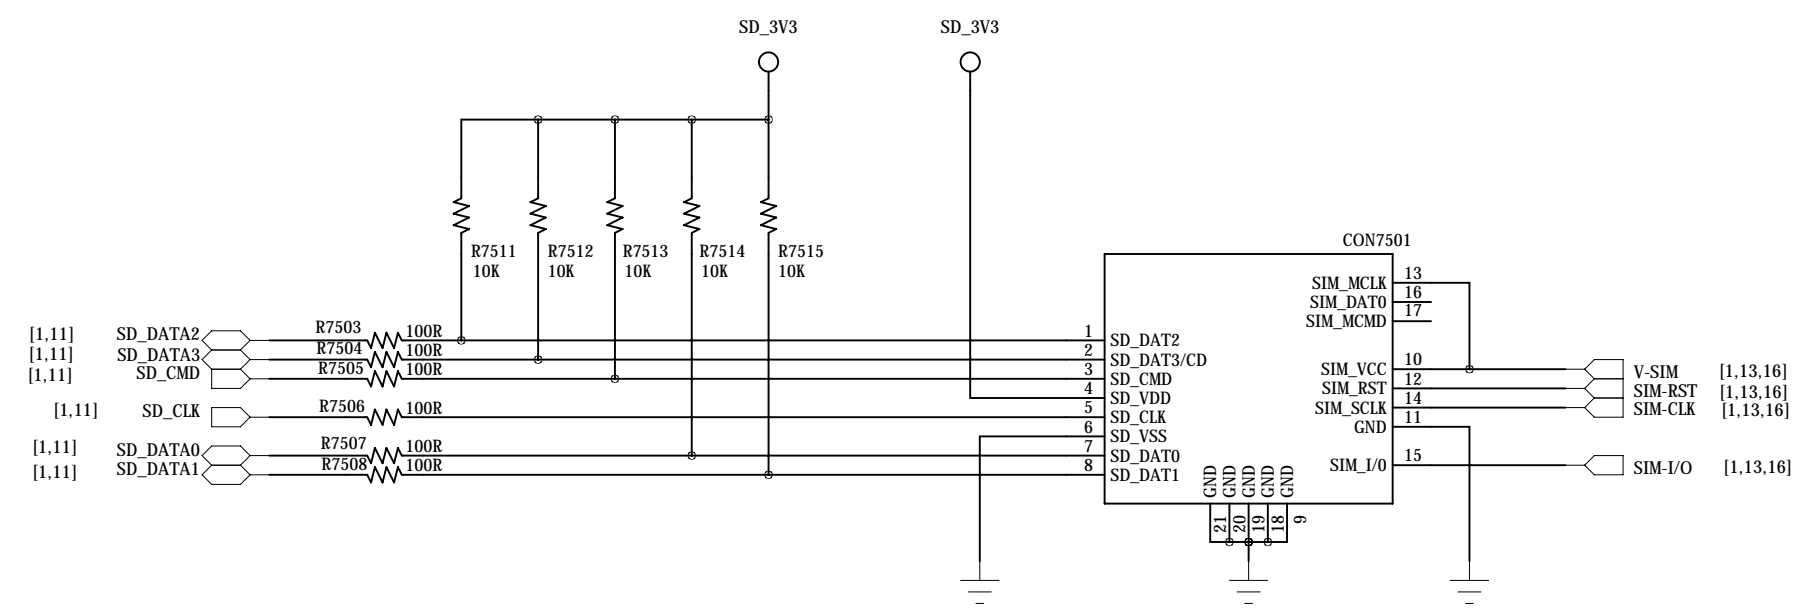 SD_3V3
SD_3V3
R7511
10K
R7512
10K
R7513
10K
R7514
10K
R7515
10K
CON7501
[1,11] SD_DATA2 R7503 100R 1 SD_DAT2
[1,11] SD_DATA3 R7504 100R 2 SD_DAT3/CD
[1,11] SD_CMD R7505 100R 3 SD_CMD
4 SD_VDD
[1,11] SD_CLK R7506 100R 5 SD_CLK
6 SD_VSS
[1,11] SD_DATA0 R7507 100R 7 SD_DAT0
[1,11] SD_DATA1 R7508 100R 8 SD_DAT1
SIM_MCLK 13
SIM_DAT0 16
SIM_MCMD 17
SIM_VCC 10 V-SIM [1,13,16]
SIM_RST 12 SIM-RST [1,13,16]
SIM_SCLK 14 SIM-CLK [1,13,16]
GND 11
SIM_I/0 15 SIM-I/O [1,13,16]
GND 21
GND 20
GND 19
GND 18
GND 9